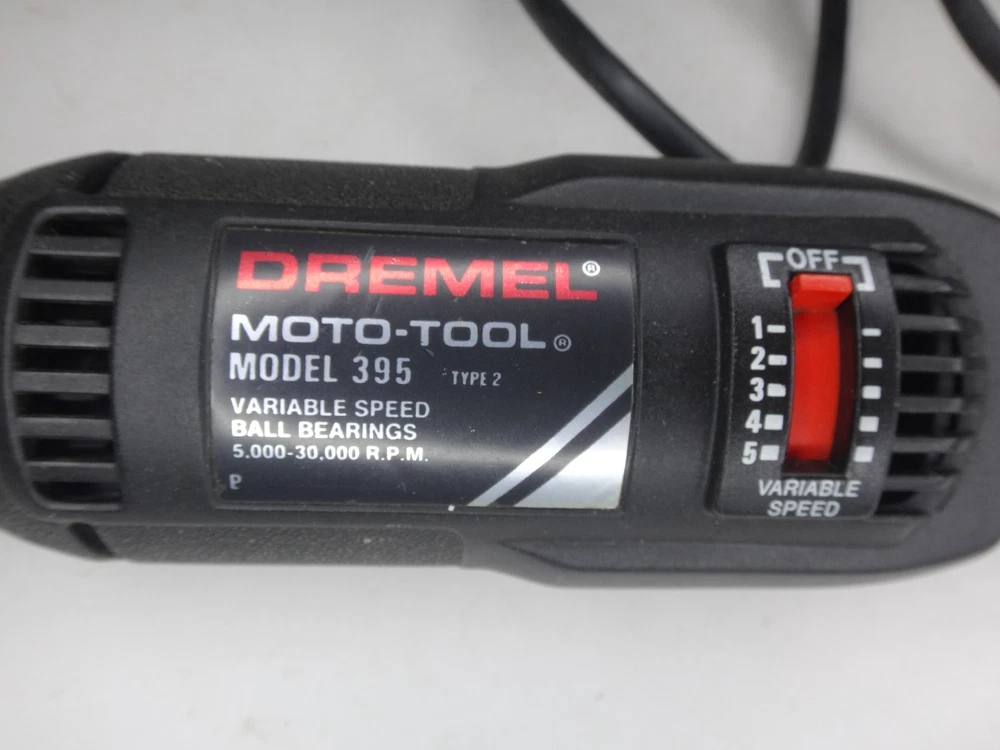 DREMEL®
MOTO-TOOL®
MODEL 395 TYPE 2
VARIABLE SPEED
BALL BEARINGS
5,000-30,000 R.P.M.
P
OFF
1
2
3
4
5
VARIABLE
SPEED